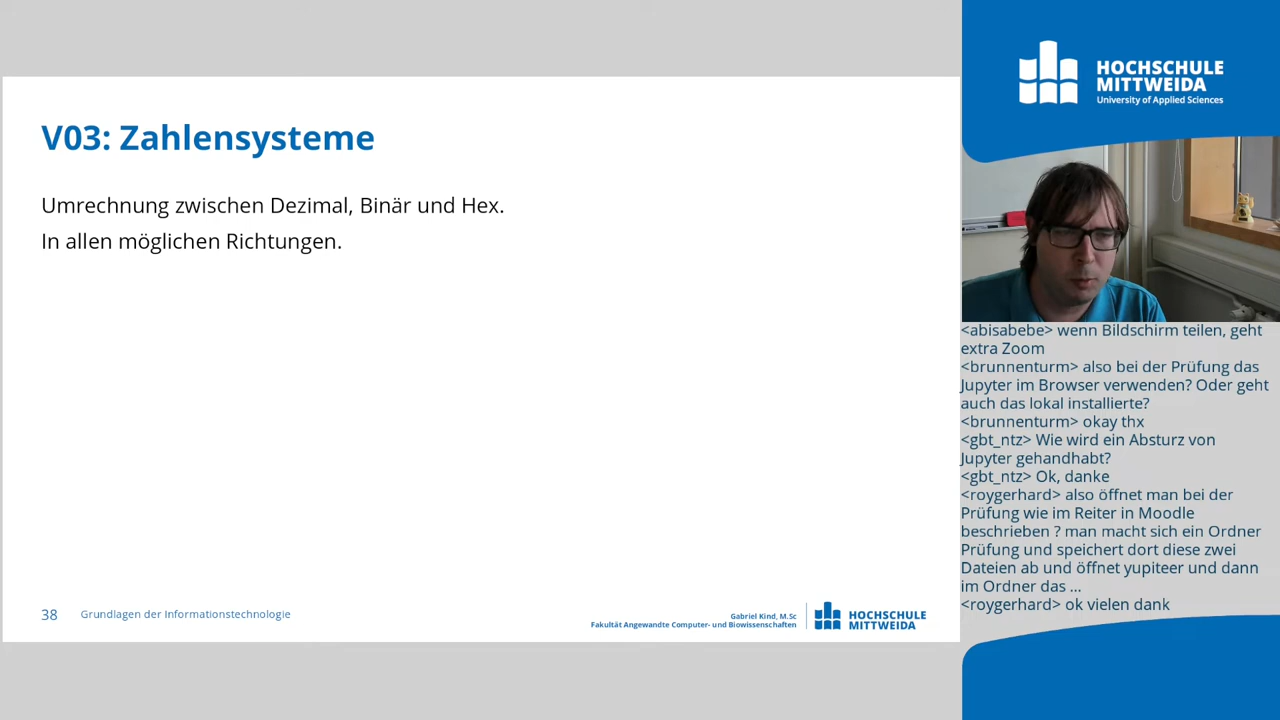 V03: Zahlensysteme
Umrechnung zwischen Dezimal, Binär und Hex.
In allen möglichen Richtungen.
38
Grundlagen der Informationstechnologie
Gabriel Kind, M.Sc
Fakultät Angewandte Computer- und Biowissenschaften
HOCHSCHULE
MITTWEIDA
HOCHSCHULE
MITTWEIDA
University of Applied Sciences
<abisabebe> wenn Bildschirm teilen, geht
extra Zoom
<brunnenturm> also bei der Prüfung das
Jupyter im Browser verwenden? Oder geht
auch das lokal installierte?
<brunnenturm> okay thx
<gbt_ntz> Wie wird ein Absturz von
Jupyter gehandhabt?
<gbt_ntz> Ok, danke
<roygerhard> also öffnet man bei der
Prüfung wie im Reiter in Moodle
beschrieben ? man macht sich ein Ordner
Prüfung und speichert dort diese zwei
Dateien ab und öffnet yupiteer und dann
im Ordner das ...
<roygerhard> ok vielen dank